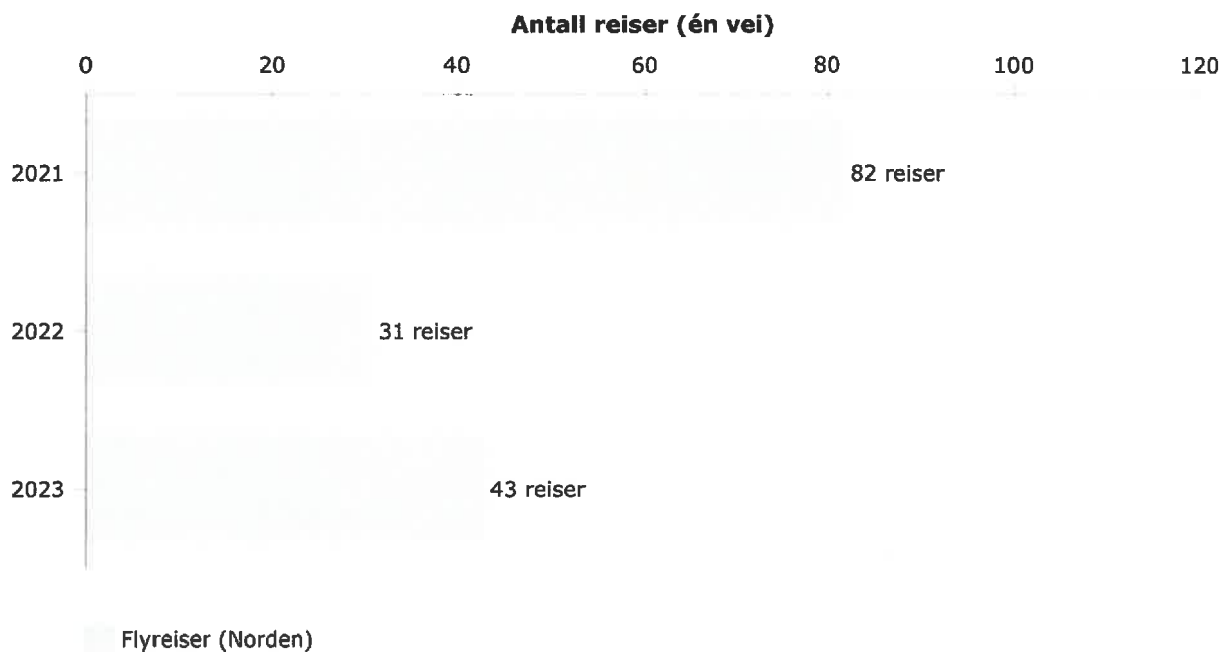 Antall reiser (én vei)
0 20 40 60 80 100 120
2021 82 reiser
2022 31 reiser
2023 43 reiser
Flyreiser (Norden)